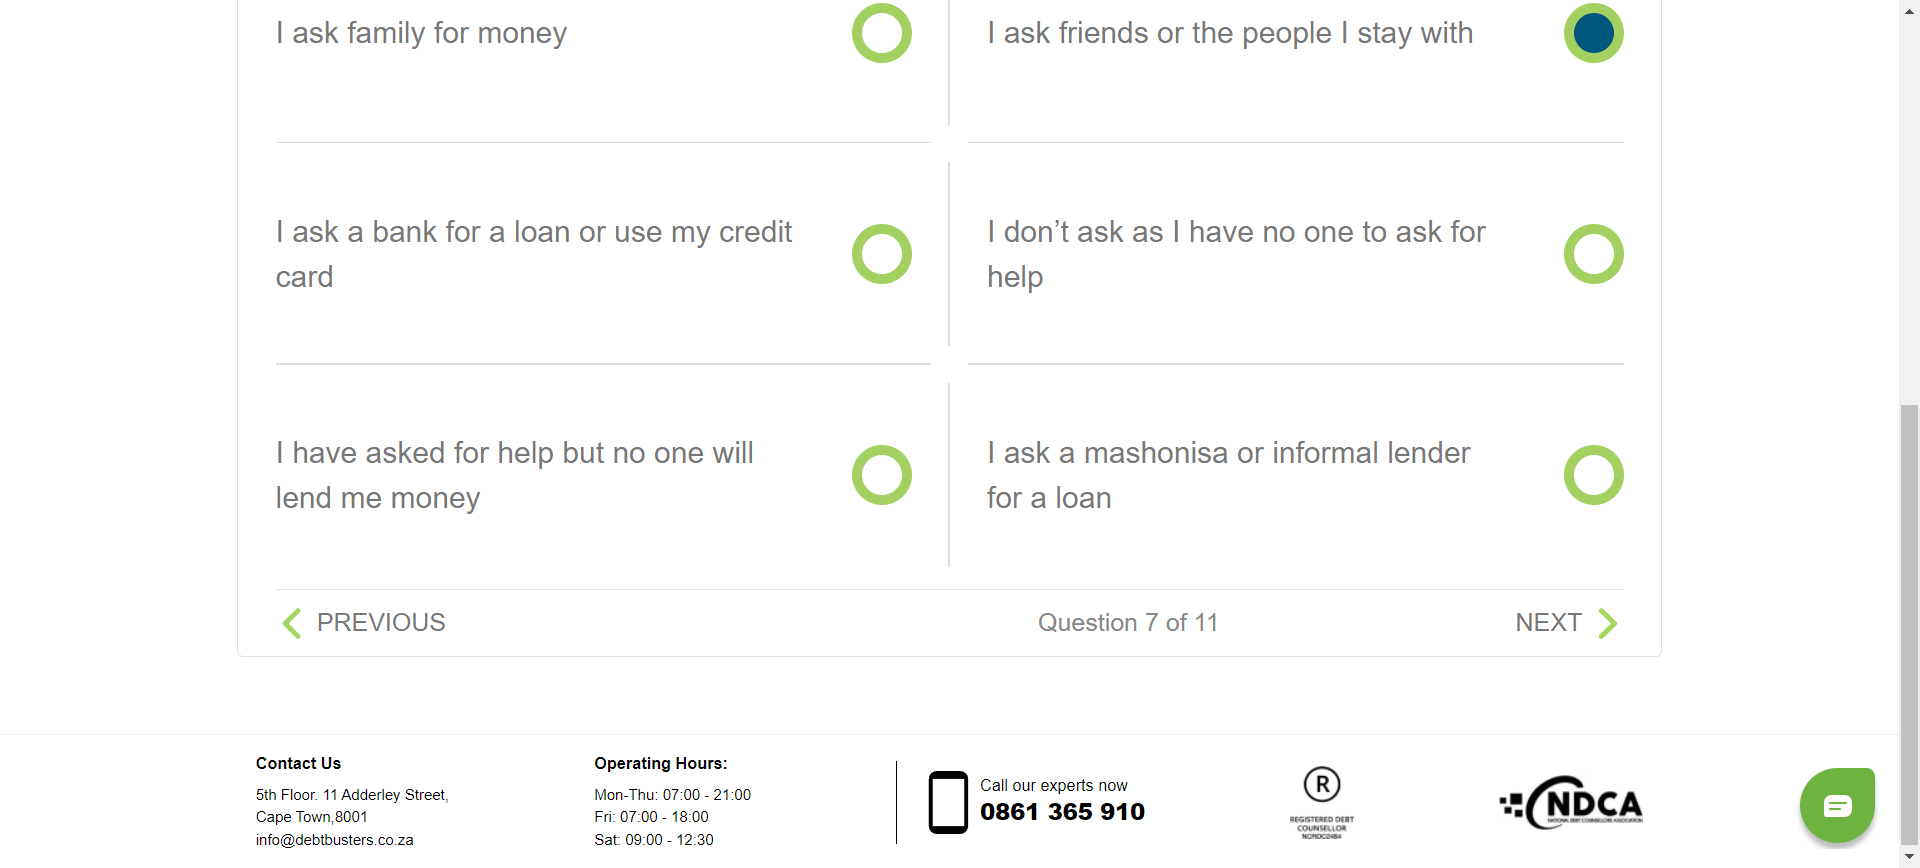 I ask family for money
I ask friends or the people I stay with
I ask a bank for a loan or use my credit
card
I don’t ask as I have no one to ask for
help
I have asked for help but no one will
lend me money
I ask a mashonisa or informal lender
for a loan
PREVIOUS
Question 7 of 11
NEXT
Contact Us
5th Floor. 11 Adderley Street,
Cape Town,8001
info@debtbusters.co.za
Operating Hours:
Mon-Thu: 07:00 - 21:00
Fri: 07:00 - 18:00
Sat: 09:00 - 12:30
Call our experts now
0861 365 910
R
REGISTERED DEBT
COUNSELLOR
NCRDC2484
NDCA
NATIONAL DEBT COUNSELLORS ASSOCIATION